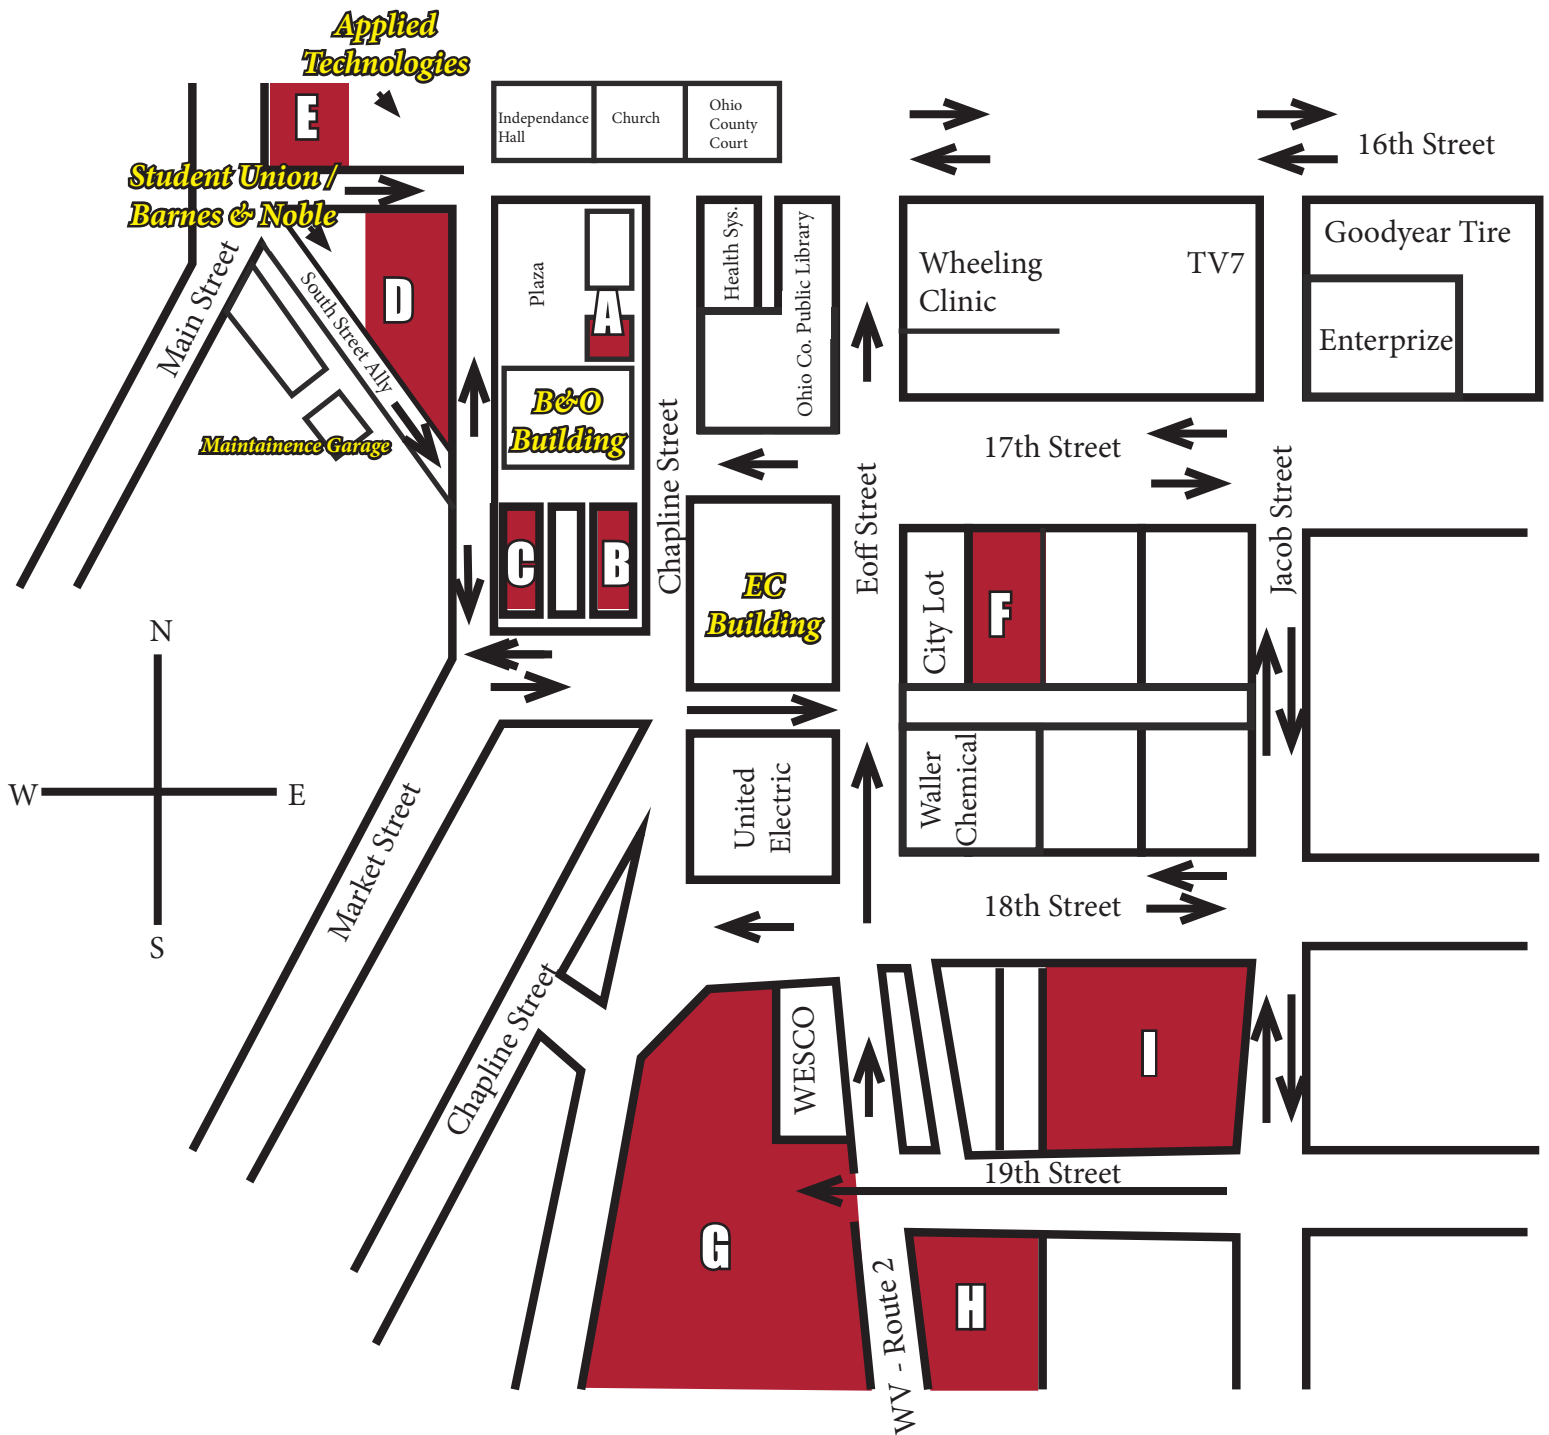 Applied
Technologies
E
Independance
Hall
Church
Ohio
County
Court
16th Street
Student Union /
Barnes & Noble
Main Street
South Street Ally
D
Plaza
A
Health Sys.
Ohio Co. Public Library
Wheeling
Clinic
TV7
Goodyear Tire
Enterprize
B&O
Building
Maintainence Garage
Chapline Street
17th Street
Eoff Street
Jacob Street
C
B
EC
Building
City Lot
F
N
W
E
S
Market Street
United
Electric
Waller
Chemical
18th Street
Chapline Street
WESCO
I
19th Street
G
H
WV - Route 2